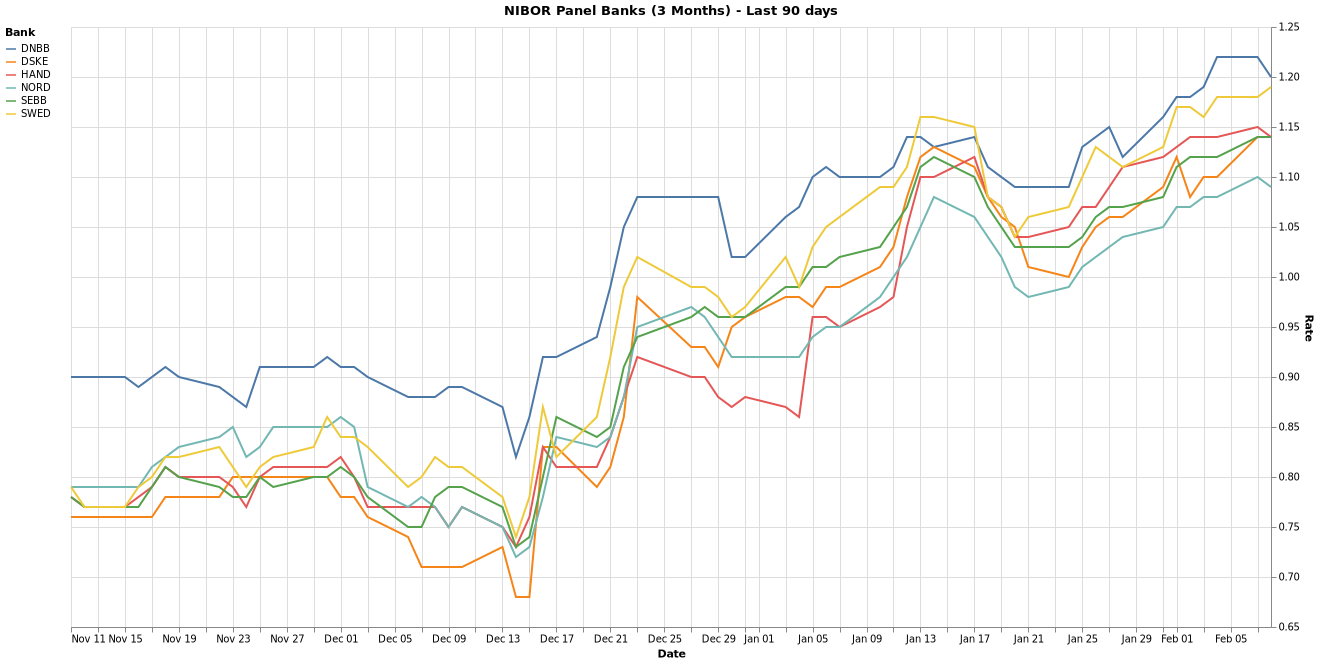 NIBOR Panel Banks (3 Months) - Last 90 days
Bank
DNBB
DSKE
HAND
NORD
SEBB
SWED
1.25
1.20
1.15
1.10
1.05
1.00
0.95
0.90
0.85
0.80
0.75
0.70
0.65
Rate
Nov 11 Nov 15 Nov 19 Nov 23 Nov 27 Dec 01 Dec 05 Dec 09 Dec 13 Dec 17 Dec 21 Dec 25 Dec 29 Jan 01 Jan 05 Jan 09 Jan 13 Jan 17 Jan 21 Jan 25 Jan 29 Feb 01 Feb 05
Date